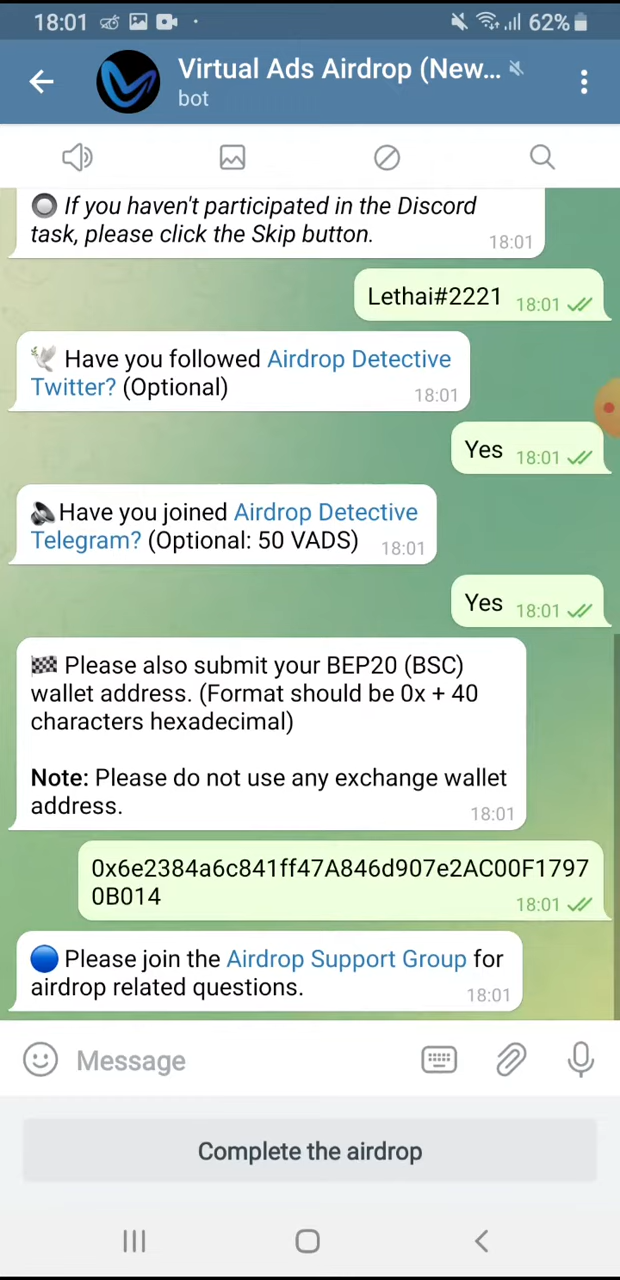 18:01 62%
Virtual Ads Airdrop (New...
bot
If you haven't participated in the Discord
task, please click the Skip button. 18:01
Lethai#2221 18:01
Have you followed Airdrop Detective
Twitter? (Optional) 18:01
Yes 18:01
Have you joined Airdrop Detective
Telegram? (Optional: 50 VADS) 18:01
Yes 18:01
Please also submit your BEP20 (BSC)
wallet address. (Format should be 0x + 40
characters hexadecimal)
Note: Please do not use any exchange wallet
address. 18:01
0x6e2384a6c841ff47A846d907e2AC00F1797
0B014 18:01
Please join the Airdrop Support Group for
airdrop related questions. 18:01
Message
Complete the airdrop